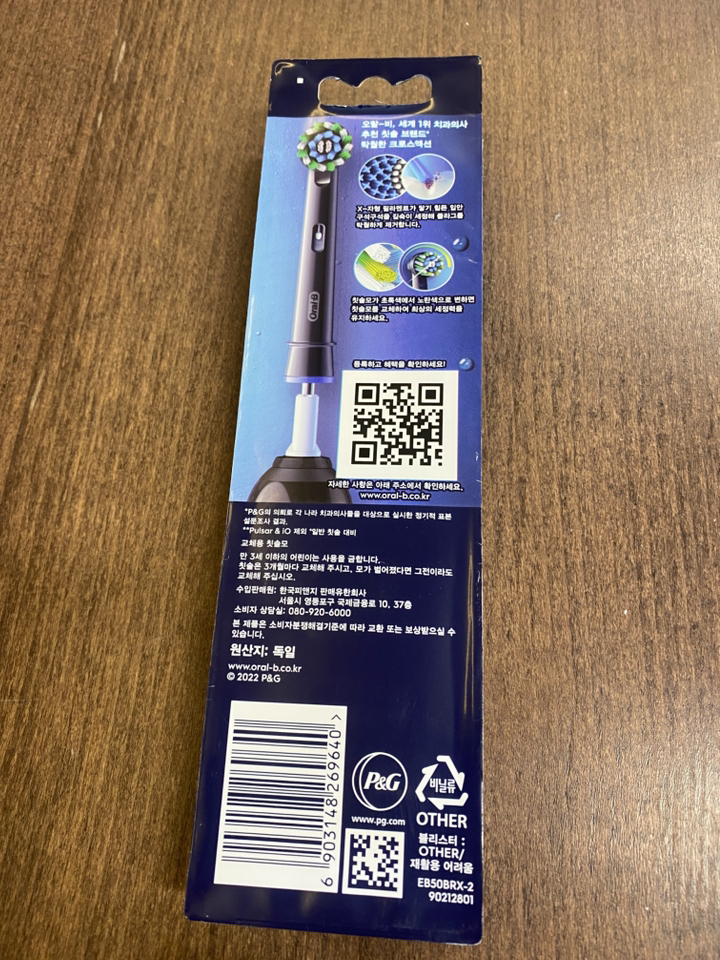 오랄-비, 세계 1위 치과의사
추천 칫솔 브랜드*
탁월한 크로스액션
X-자형 필라멘트가 닿기 힘든 입안
구석구석을 깊숙이 세정해 플라그를
탁월하게 제거합니다.
칫솔모가 초록색에서 노란색으로 변하면
칫솔모를 교체하여 최상의 세정력을
유지하세요.
Oral-B
등록하고 혜택을 확인하세요!
자세한 사항은 아래 주소에서 확인하세요.
www.oral-b.co.kr
*P&G의 의뢰로 각 나라 치과의사들을 대상으로 실시한 정기적 표본
설문조사 결과.
**Pulsar & iO 제외 *일반 칫솔 대비
교체용 칫솔모
만 3세 이하의 어린이는 사용을 금합니다.
칫솔은 3개월마다 교체해 주시고, 모가 벌어졌다면 그전이라도
교체해 주십시오.
수입판매원: 한국피앤지 판매유한회사
서울시 영등포구 국제금융로 10, 37층
소비자 상담실: 080-920-6000
본 제품은 소비자분쟁해결기준에 따라 교환 또는 보상받으실 수
있습니다.
원산지: 독일
www.oral-b.co.kr
© 2022 P&G
6 903148 269640 >
P&G
www.pg.com
비닐류
OTHER
블리스터 :
OTHER/
재활용 어려움
EB50BRX-2
90212801